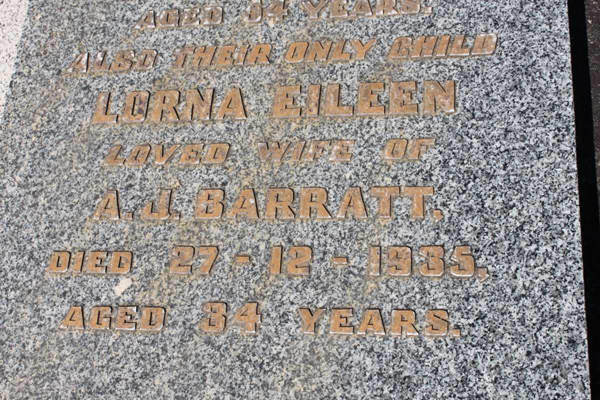 AGED 84 YEARS.
ALSO THEIR ONLY CHILD
LORNA EILEEN
LOVED WIFE OF
A. J. BARRATT.
DIED 27 - 12 - 1935.
AGED 34 YEARS.